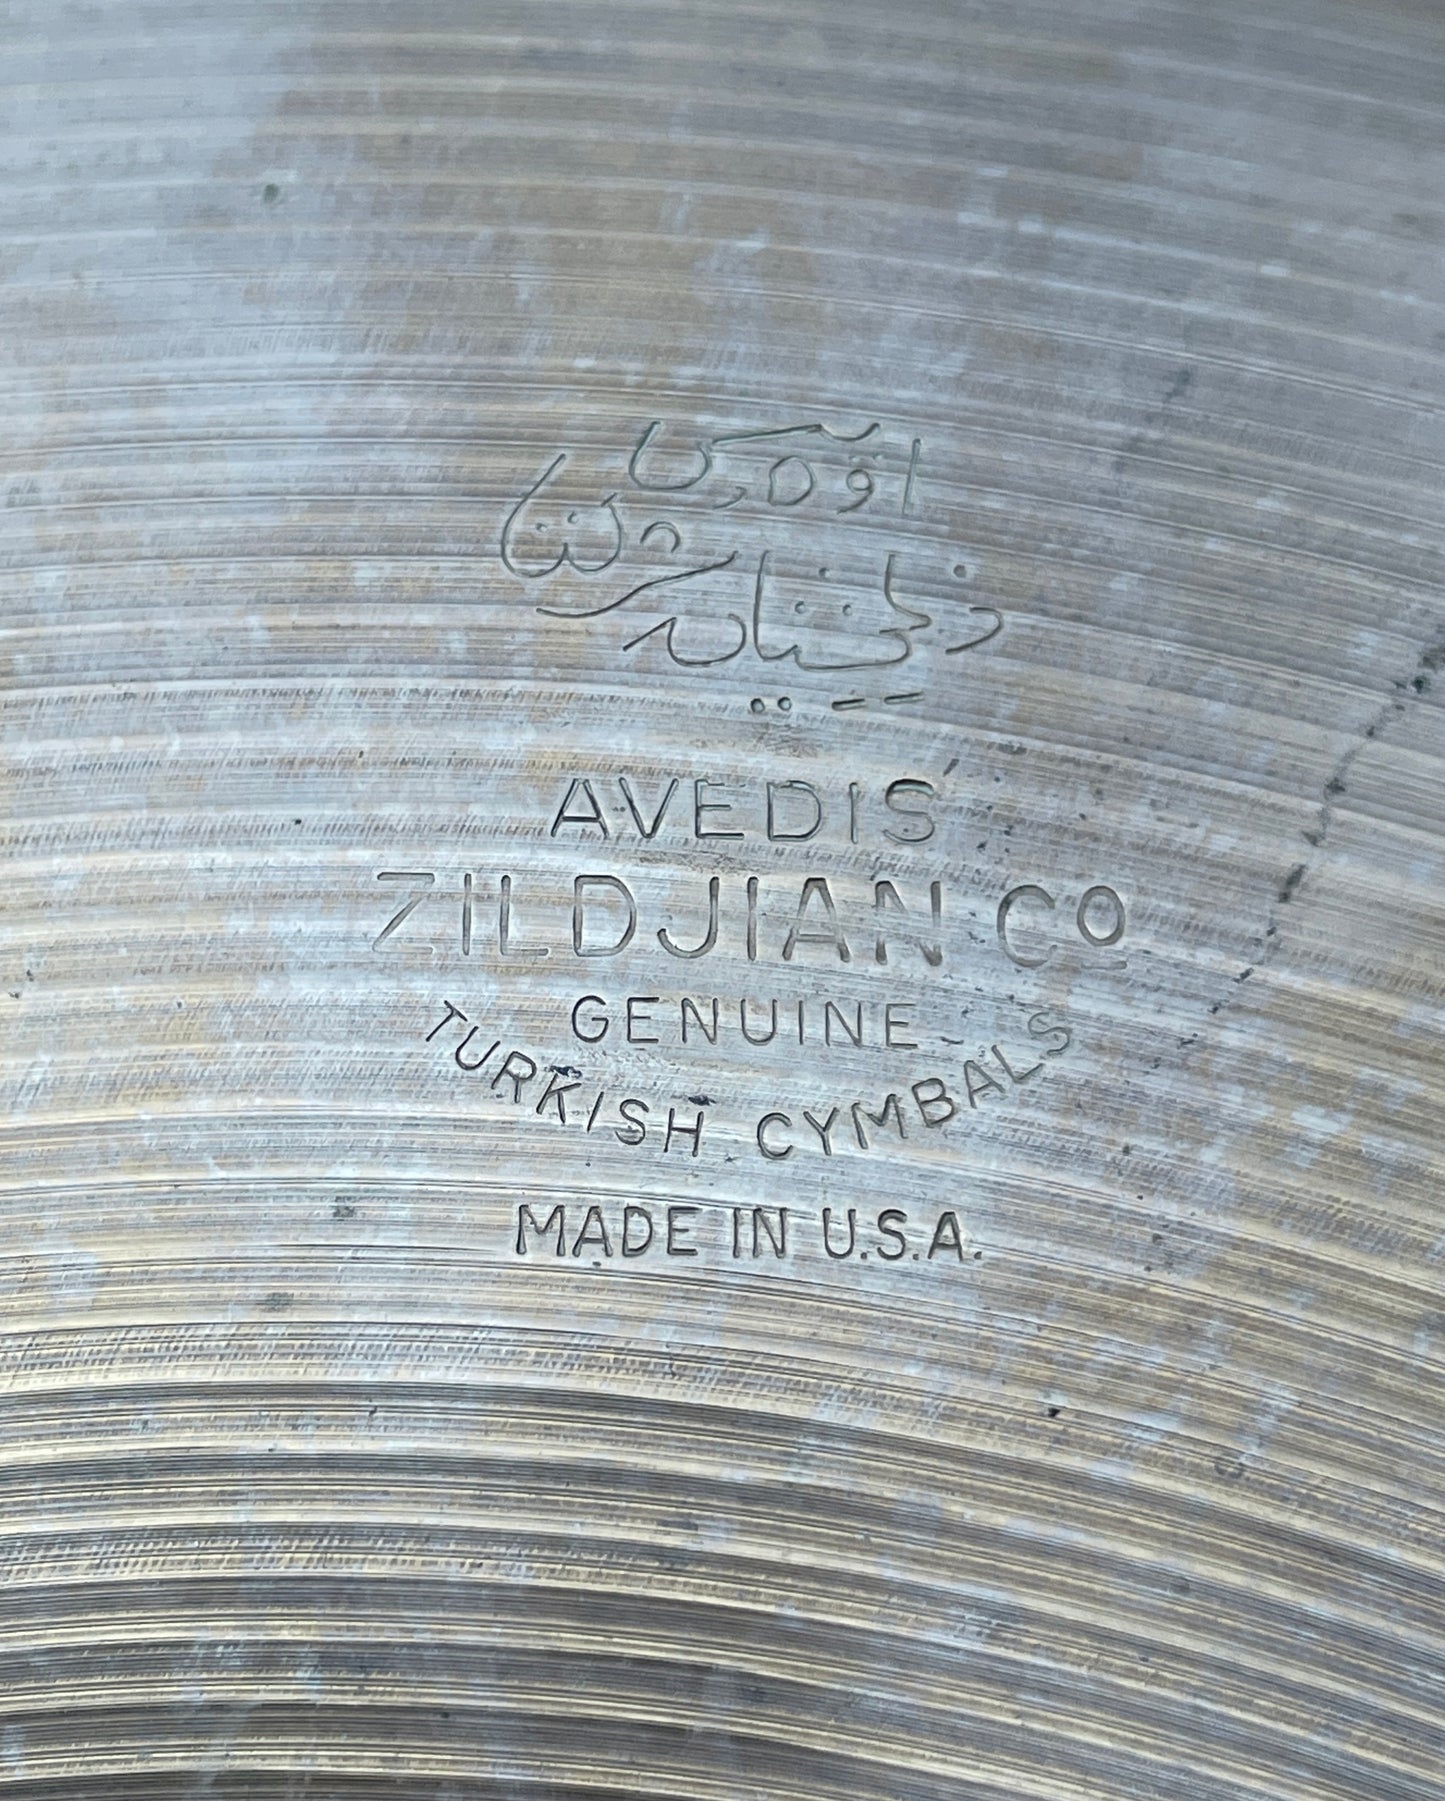 AVEDIS
ZILDJIAN Cº
GENUINE
TURKISH CYMBALS
MADE IN U.S.A.